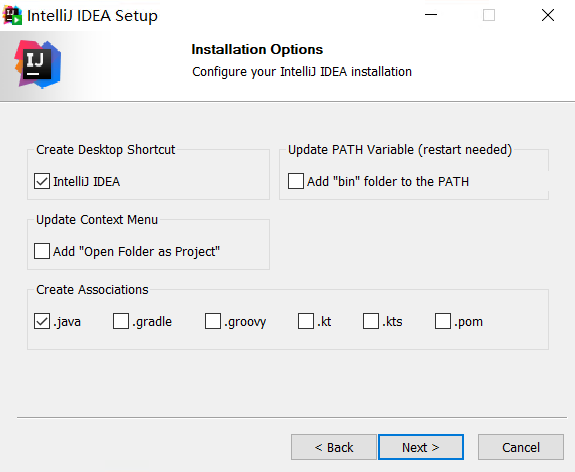 IntelliJ IDEA Setup
IJ
Installation Options
Configure your IntelliJ IDEA installation
Create Desktop Shortcut
IntelliJ IDEA
Update PATH Variable (restart needed)
Add "bin" folder to the PATH
Update Context Menu
Add "Open Folder as Project"
Create Associations
.java .gradle .groovy .kt .kts .pom
< Back Next > Cancel